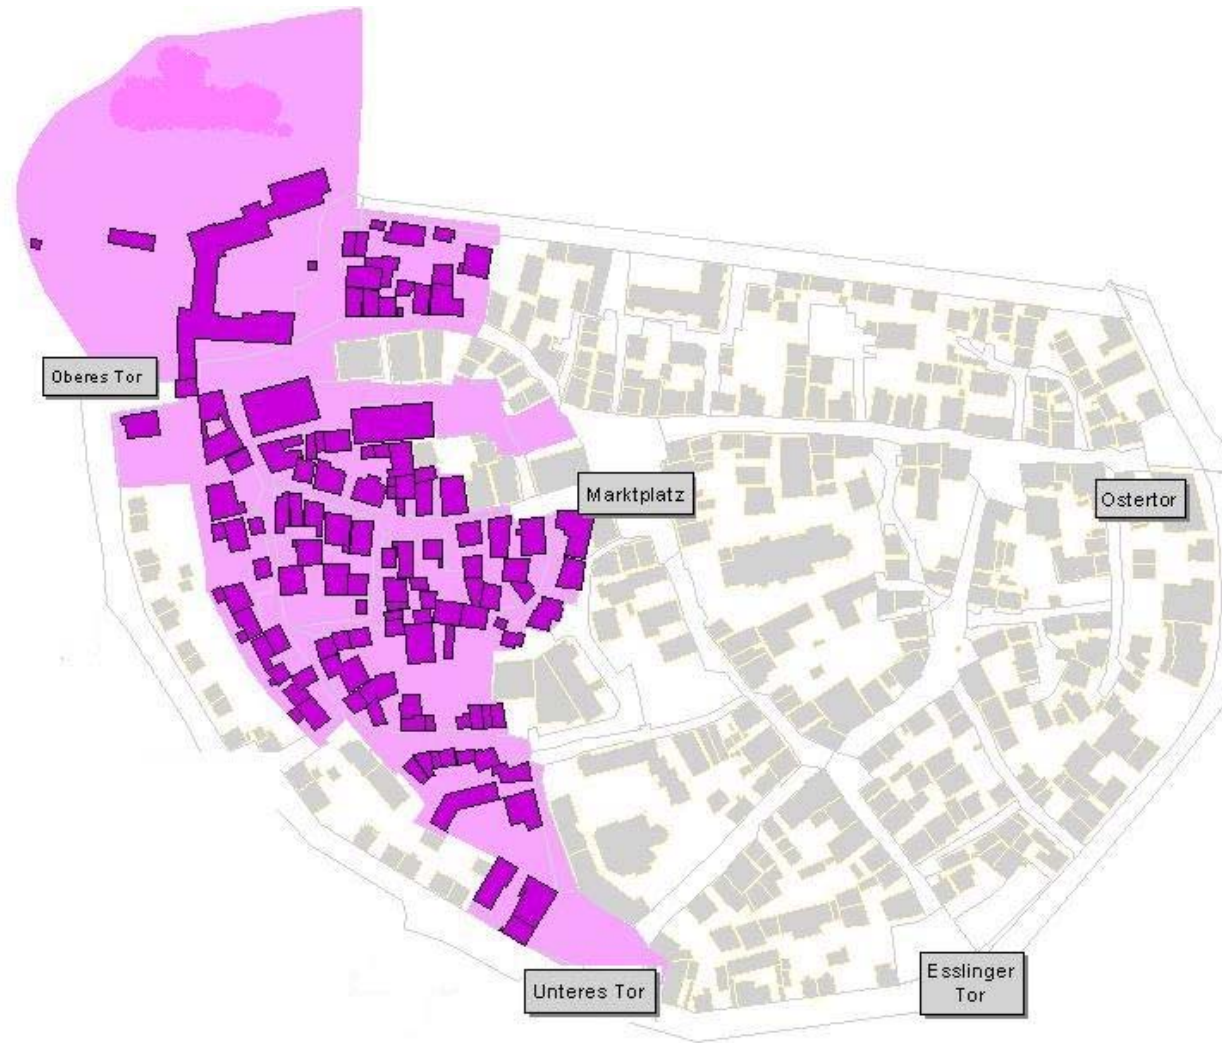 Oberes Tor
Marktplatz
Ostertor
Unteres Tor
Esslinger
Tor